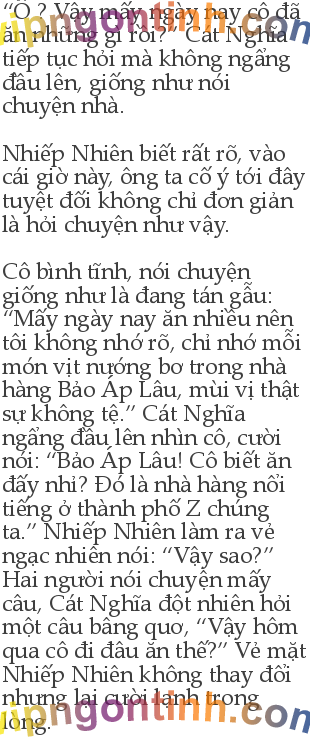 “Ồ ? Vậy mấy ngày nay cô đã
ăn những gì rồi?” Cát Nghĩa
tiếp tục hỏi mà không ngẩng
đầu lên, giống như nói
chuyện nhà.
Nhiếp Nhiên biết rất rõ, vào
cái giờ này, ông ta cố ý tới đây
tuyệt đối không chỉ đơn giản
là hỏi chuyện như vậy.
Cô bình tĩnh, nói chuyện
giống như là đang tán gẫu:
“Mấy ngày nay ăn nhiều nên
tôi không nhớ rõ, chỉ nhớ mỗi
món vịt nướng bơ trong nhà
hàng Bảo Áp Lâu, mùi vị thật
sự không tệ.” Cát Nghĩa
ngẩng đầu lên nhìn cô, cười
nói: “Bảo Áp Lâu! Cô biết ăn
đấy nhỉ? Đó là nhà hàng nổi
tiếng ở thành phố Z chúng
ta.” Nhiếp Nhiên làm ra vẻ
ngạc nhiên nói: “Vậy sao?”
Hai người nói chuyện mấy
câu, Cát Nghĩa đột nhiên hỏi
một câu bâng quơ, “Vậy hôm
qua cô đi đâu ăn thế?” Vẻ mặt
Nhiếp Nhiên không thay đổi
nhưng lại cười lạnh trong
lòng.
vipngontinh.com
vipngontinh.com